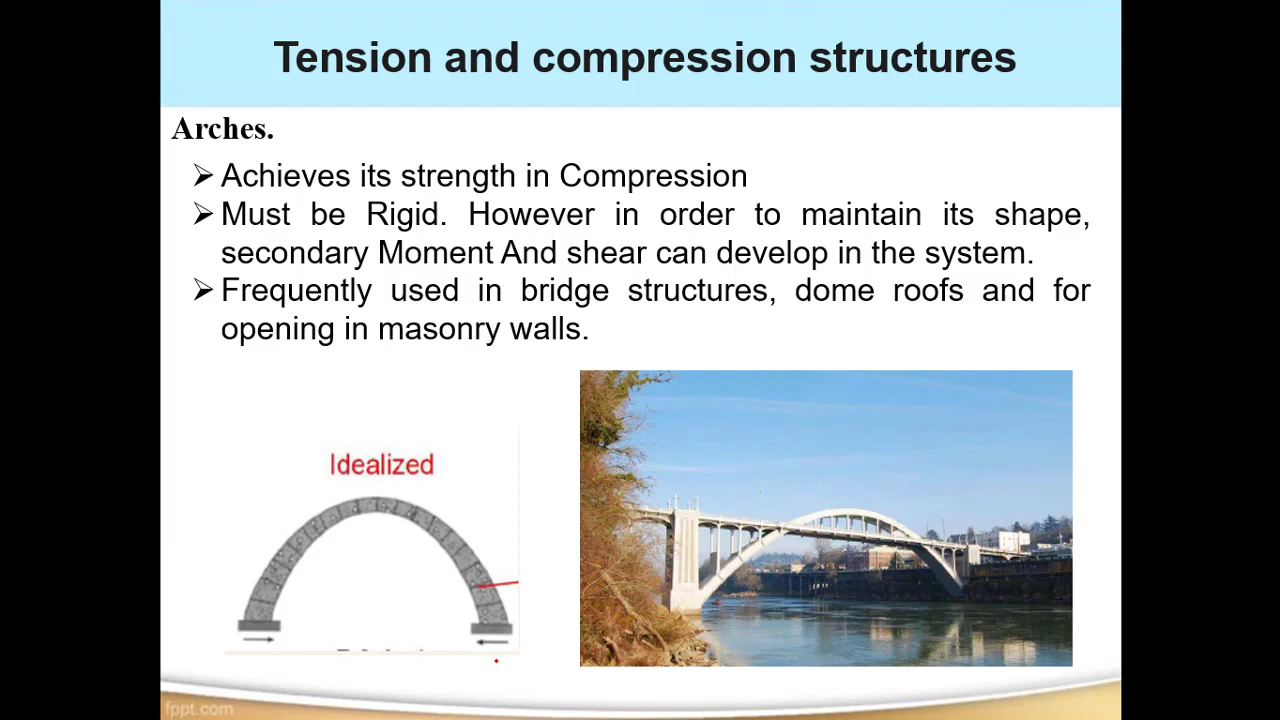 Tension and compression structures
Arches.
➢ Achieves its strength in Compression
➢ Must be Rigid. However in order to maintain its shape,
secondary Moment And shear can develop in the system.
➢ Frequently used in bridge structures, dome roofs and for
opening in masonry walls.
Idealized
fppt.com